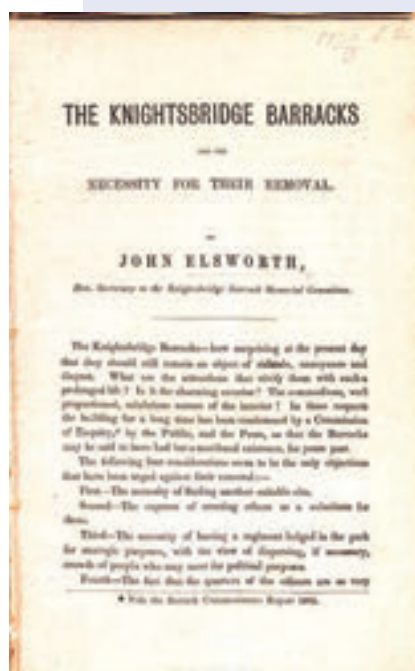 THE KNIGHTSBRIDGE BARRACKS
AND THE
NECESSITY FOR THEIR REMOVAL.
BY
JOHN ELSWORTH,
Hon. Secretary to the Knightsbridge Barrack Memorial Committee.
The Knightsbridge Barracks—how surprising at the present day
that they should still remain an object of ridicule, annoyance and
disgust. What are the attractions that vivify them with such a
prolonged life? Is it the charming exterior? The commodious, well
proportioned, salubrious nature of the interior? In these respects
the building for a long time has been condemned by a Commission
of Enquiry,* by the Public, and the Press, so that the Barracks
may be said to have had but a moribund existence, for years past.
The following four considerations seem to be the only objections
that have been urged against their removal:—
First—The necessity of finding another suitable site.
Second—The expense of erecting others as a substitute for
them.
Third—The necessity of having a regiment lodged in the park
for strategic purposes, with the view of dispersing, if necessary,
crowds of people who may meet for political purposes.
Fourth—The fact that the quarters of the officers are so very
* Vide the Barrack Commissioners Report